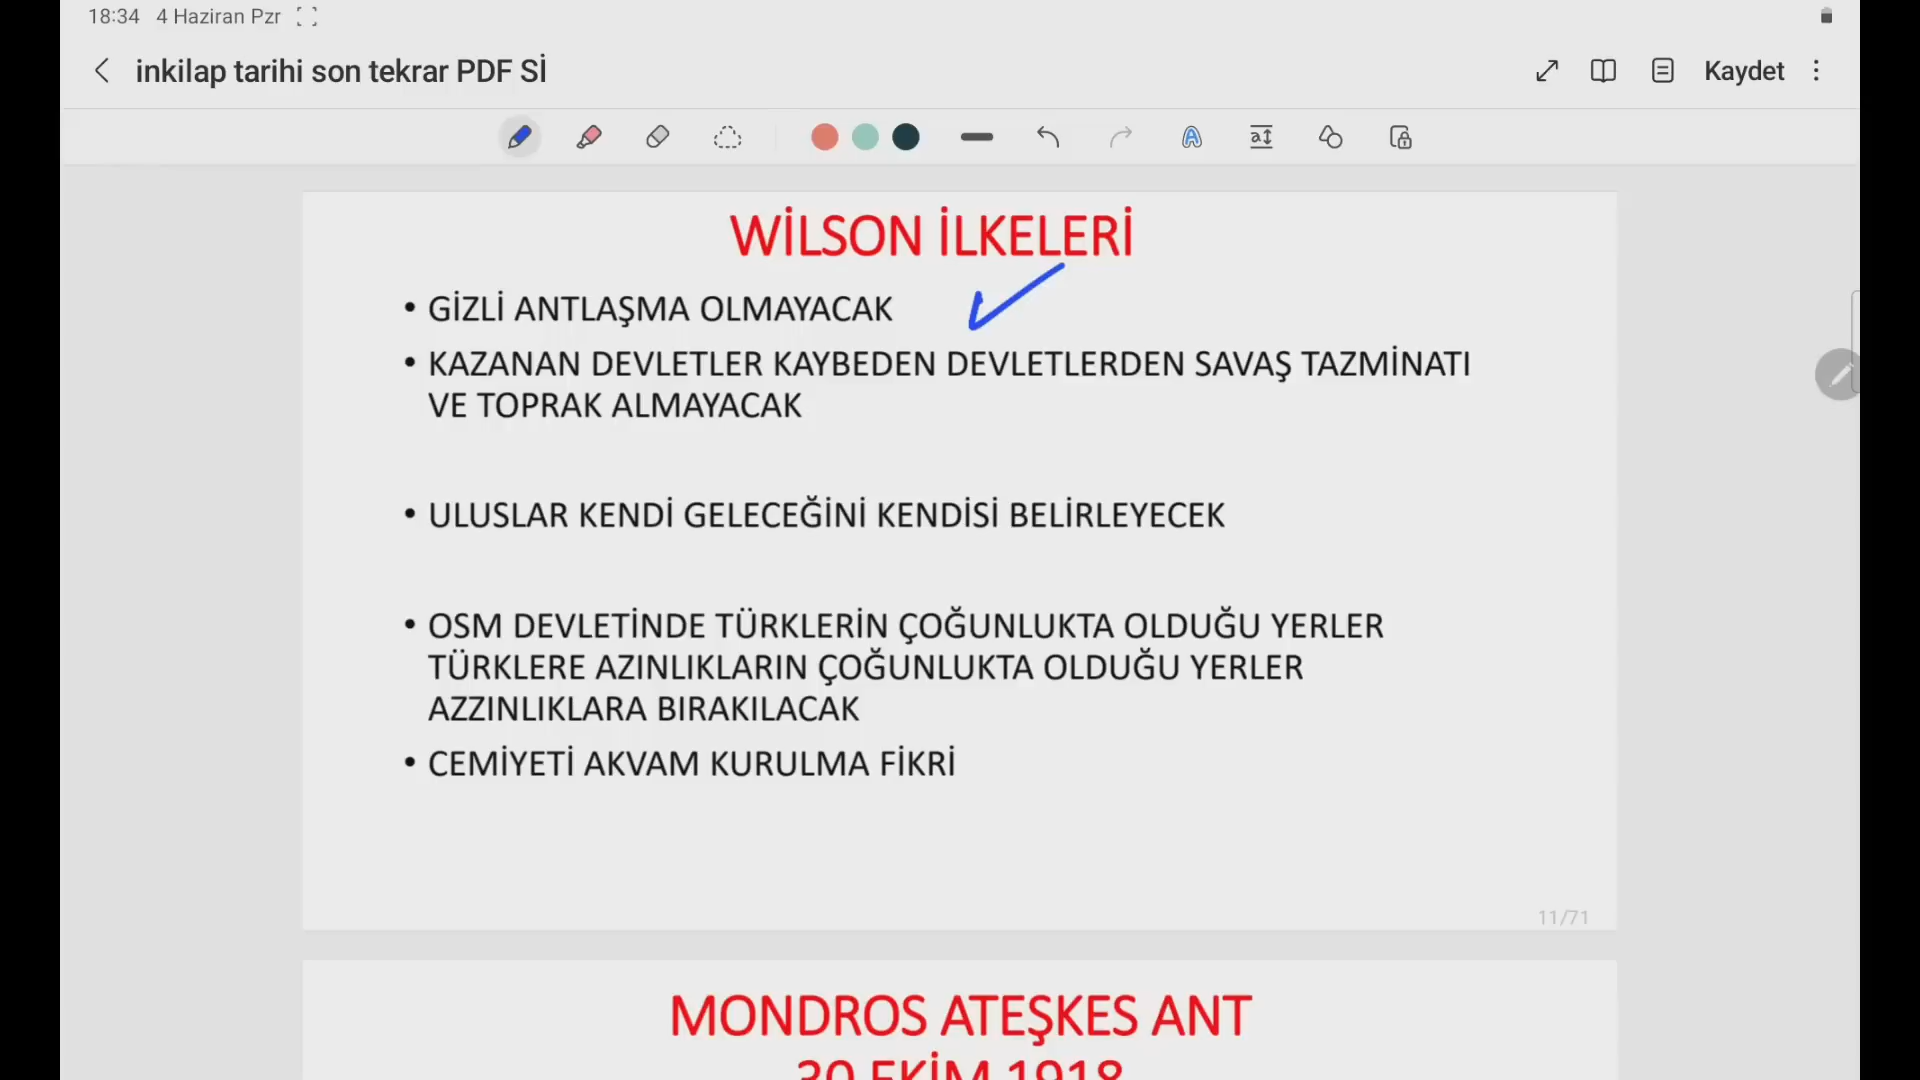 18:34 4 Haziran Pzr
inkilap tarihi son tekrar PDF Sİ
Kaydet
WİLSON İLKELERİ
• GİZLİ ANTLAŞMA OLMAYACAK
• KAZANAN DEVLETLER KAYBEDEN DEVLETLERDEN SAVAŞ TAZMİNATI
VE TOPRAK ALMAYACAK
• ULUSLAR KENDİ GELECEĞİNİ KENDİSİ BELİRLEYECEK
• OSM DEVLETİNDE TÜRKLERİN ÇOĞUNLUKTA OLDUĞU YERLER
TÜRKLERE AZINLIKLARIN ÇOĞUNLUKTA OLDUĞU YERLER
AZZINLIKLARA BIRAKILACAK
• CEMİYETİ AKVAM KURULMA FİKRİ
11/71
MONDROS ATEŞKES ANT
30 EKİM 1918